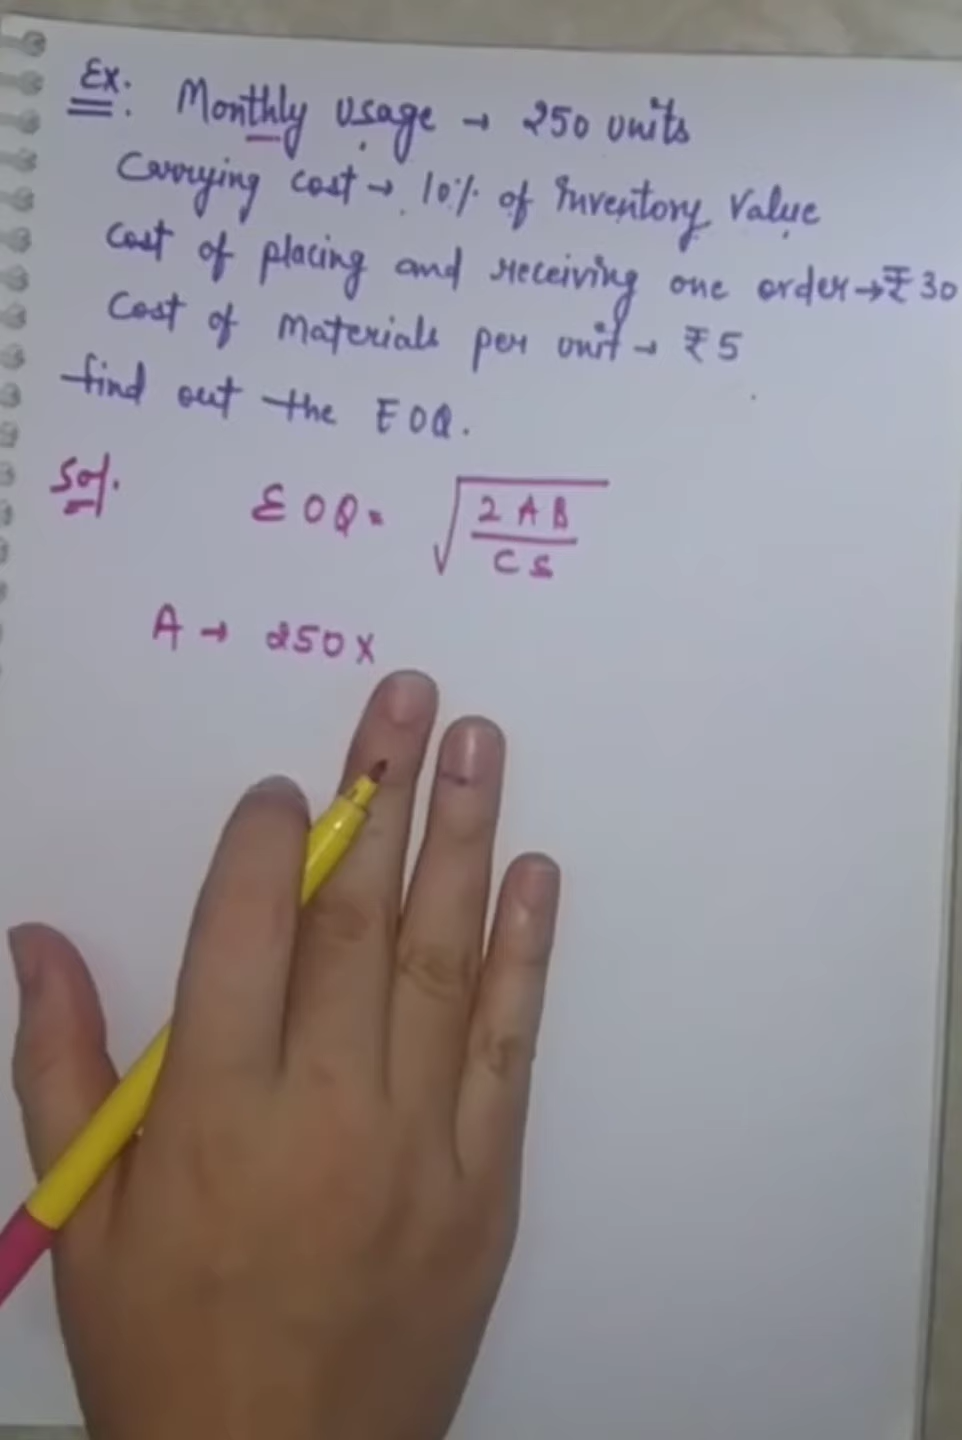 Ex: Monthly Usage → 250 units
Carrying cost → 10% of Inventory Value
Cost of placing and receiving one order → ₹30
Cost of Materials per unit → ₹5
find out the EOQ.
Sol.
EOQ = √2AB/CS
A → 250 x